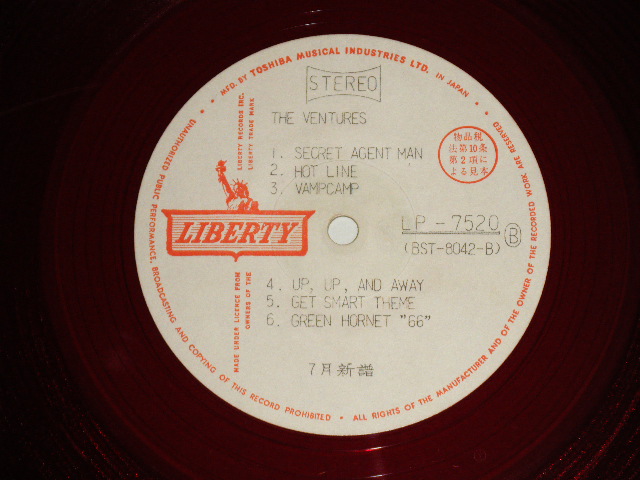 • MFD. BY TOSHIBA MUSICAL INDUSTRIES LTD. IN JAPAN •
STEREO
THE VENTURES
1. SECRET AGENT MAN
2. HOT LINE
3. VAMPCAMP
LIBERTY RECORDS INC.
LIBERTY TRADE MARK
物品税
法第10条
第2項に
よる見本
LIBERTY
LP-7520 B
(BST-8042-B)
MADE UNDER LICENCE FROM
OWNERS OF THE
4. UP, UP, AND AWAY
5. GET SMART THEME
6. GREEN HORNET "66"
7月新譜
UNAUTHORIZED PUBLIC PERFORMANCE, BROADCASTING AND COPYING OF THIS RECORD PROHIBITED • ALL RIGHTS OF THE MANUFACTURER AND OF THE OWNER OF THE RECORDED WORK ARE RESERVED